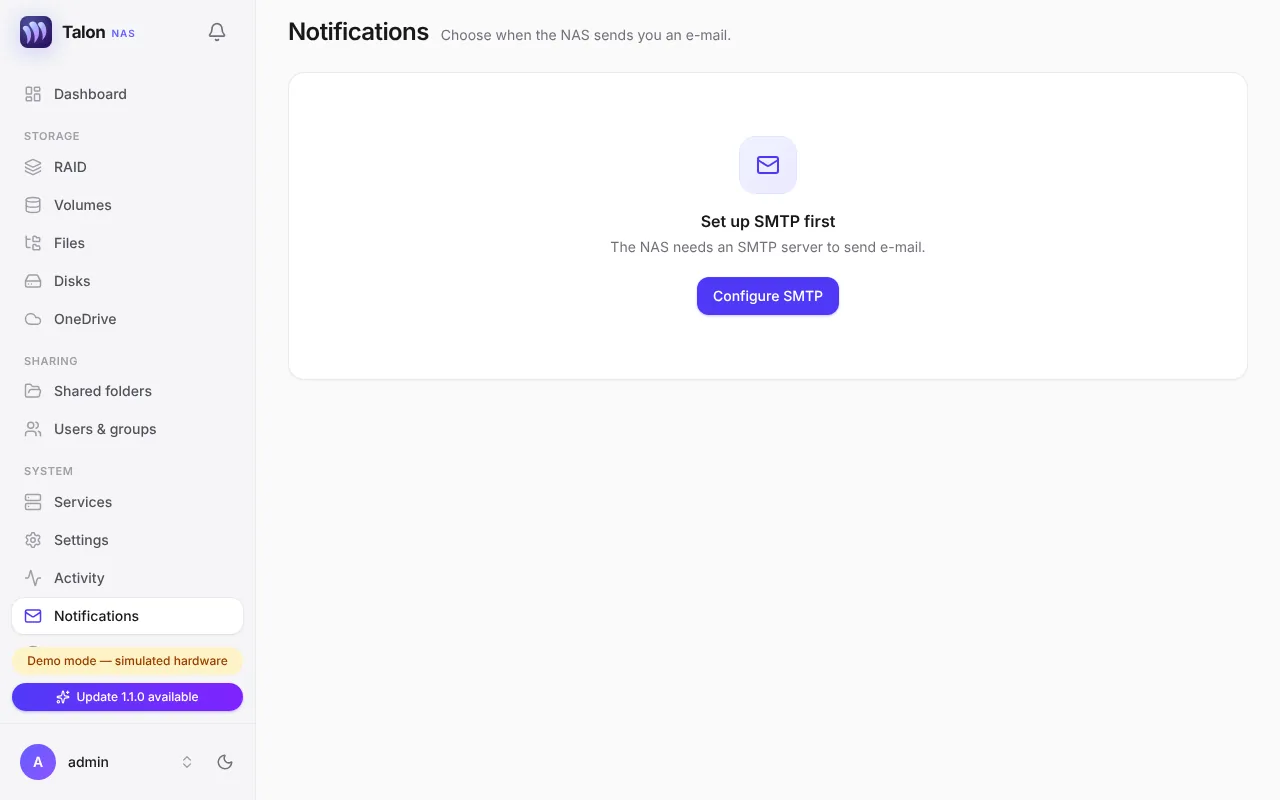 Talon NAS
Dashboard
STORAGE
RAID
Volumes
Files
Disks
OneDrive
SHARING
Shared folders
Users & groups
SYSTEM
Services
Settings
Activity
Notifications
Demo mode — simulated hardware
Update 1.1.0 available
A admin
Notifications Choose when the NAS sends you an e-mail.
Set up SMTP first
The NAS needs an SMTP server to send e-mail.
Configure SMTP